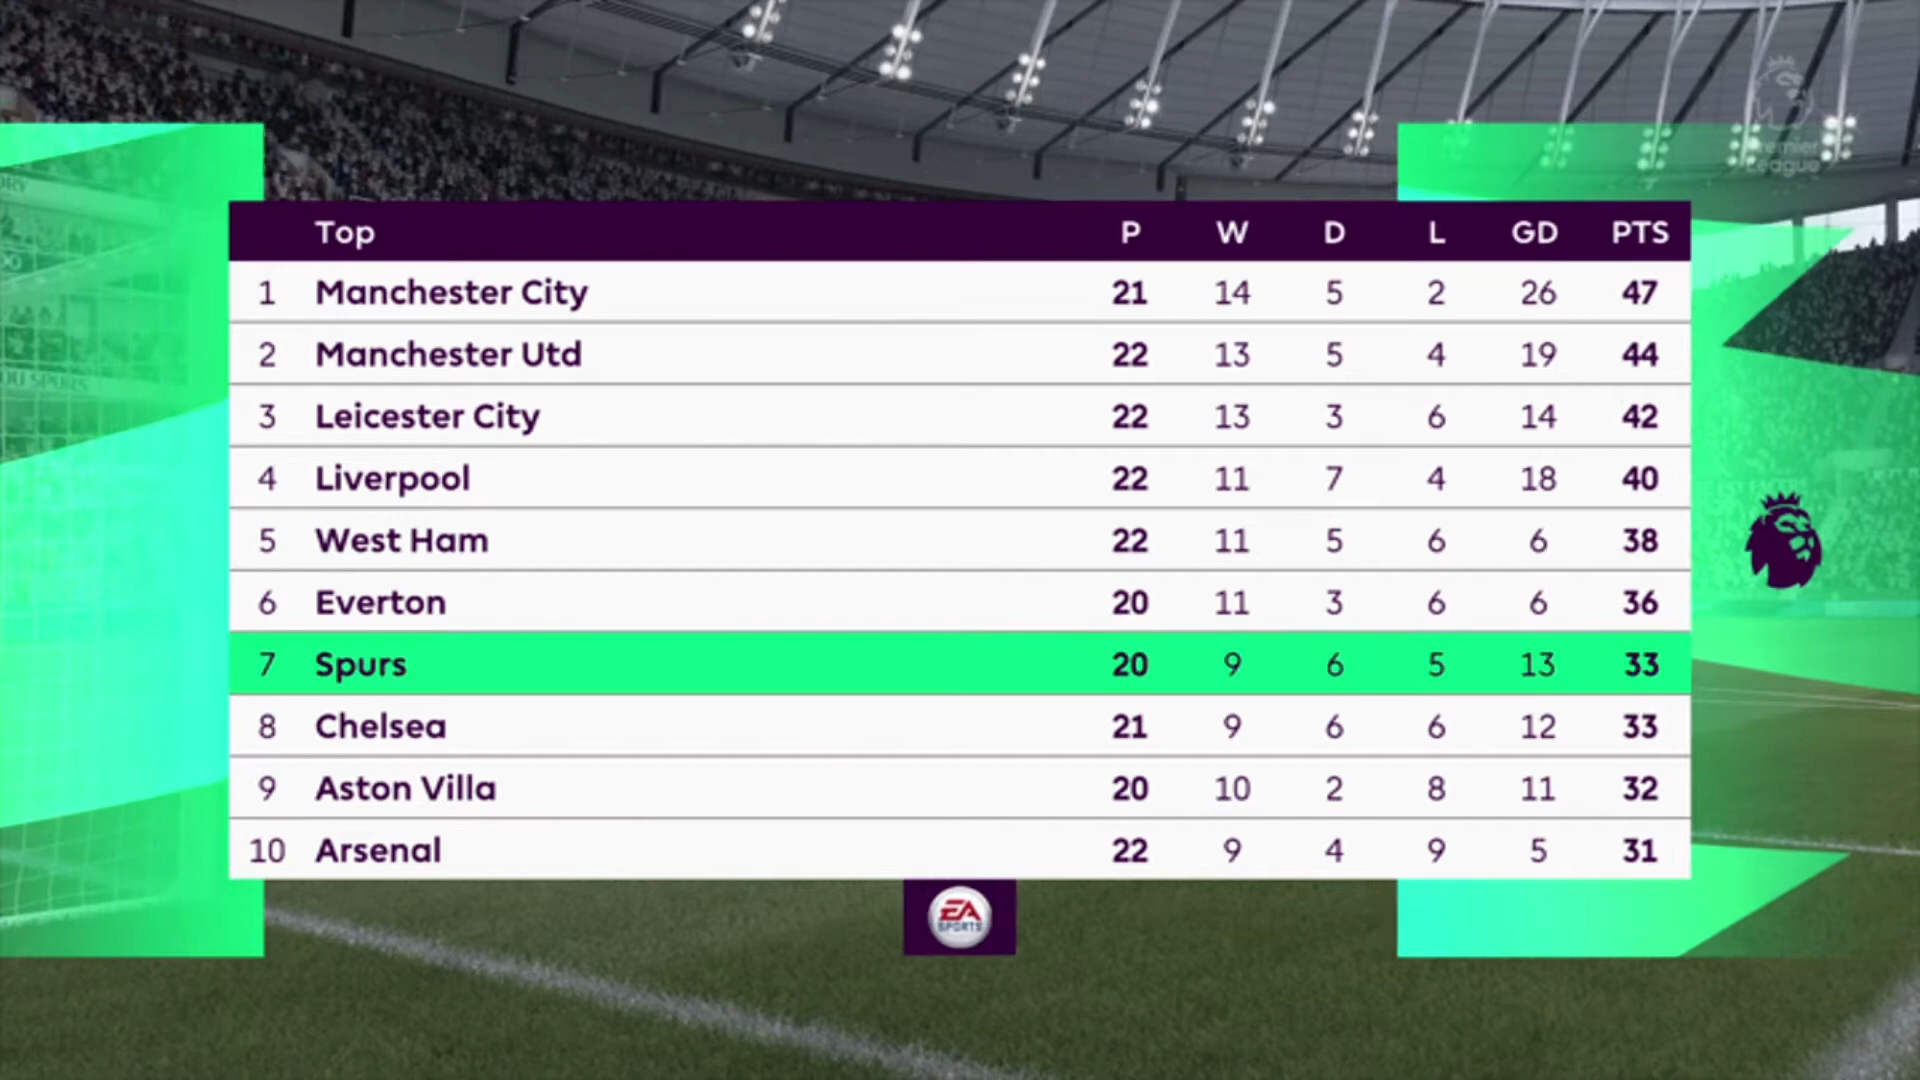 Premier
League
Top P W D L GD PTS
1 Manchester City 21 14 5 2 26 47
2 Manchester Utd 22 13 5 4 19 44
3 Leicester City 22 13 3 6 14 42
4 Liverpool 22 11 7 4 18 40
5 West Ham 22 11 5 6 6 38
6 Everton 20 11 3 6 6 36
7 Spurs 20 9 6 5 13 33
8 Chelsea 21 9 6 6 12 33
9 Aston Villa 20 10 2 8 11 32
10 Arsenal 22 9 4 9 5 31
EA
SPORTS